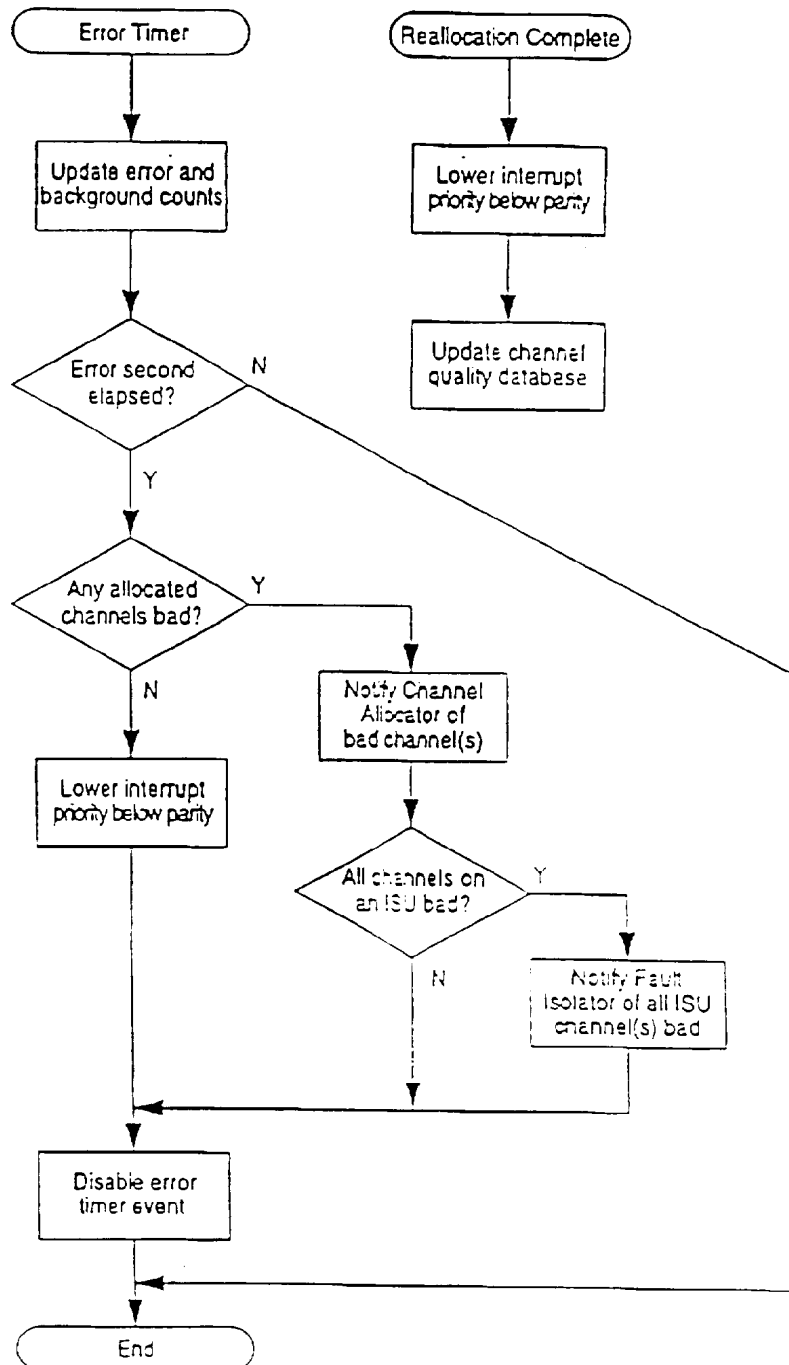 Error Timer
Reallocation Complete
Update error and
background counts
Lower interrupt
priority below parity
Update channel
quality database
Error second
elapsed?
N
Y
Any allocated
channels bad?
Y
N
Notify Channel
Allocator of
bad channel(s)
Lower interrupt
priority below parity
All channels on
an ISU bad?
Y
N
Notify Fault
Isolator of all ISU
channel(s) bad
Disable error
timer event
End